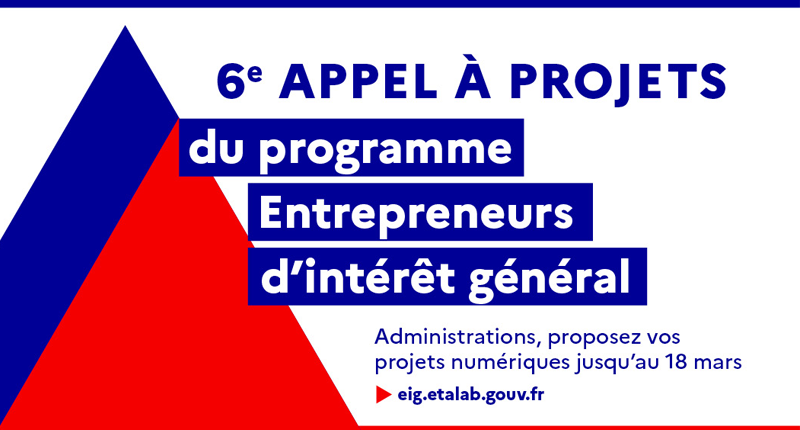 6e APPEL À PROJETS
du programme
Entrepreneurs
d’intérêt général
Administrations, proposez vos
projets numériques jusqu’au 18 mars
eig.etalab.gouv.fr